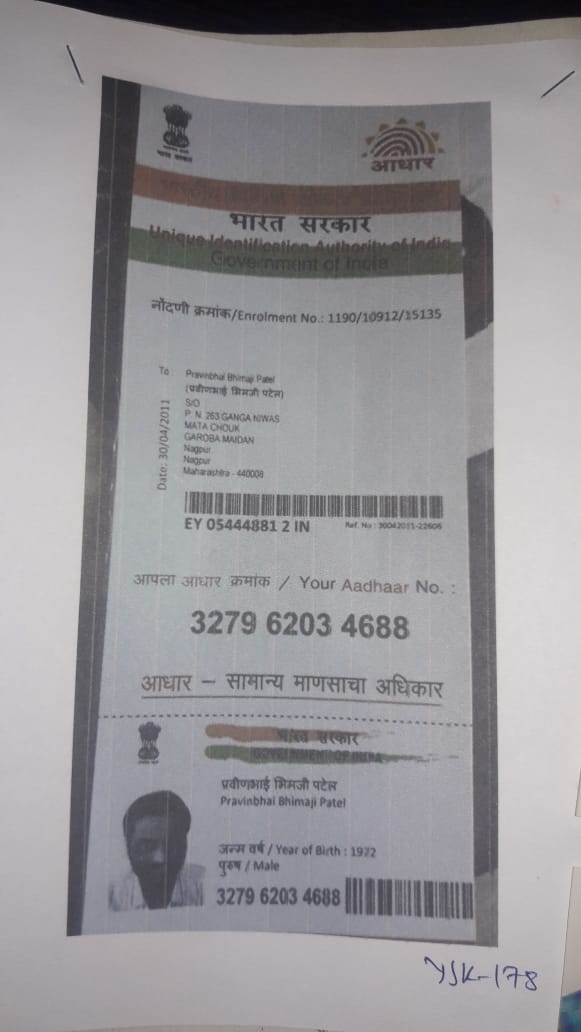 भारत सरकार
आधार
भारत सरकार
Unique Identification Authority of India
Government of India
नोंदणी क्रमांक/Enrolment No.: 1190/10912/15135
To
Pravinbhai Bhimaji Patel
(प्रवीणभाई भिमजी पटेल)
S/O
P. N. 263 GANGA NIWAS
MATA CHOUK
GAROBA MAIDAN
Nagpur
Nagpur
Maharashtra - 440008
Date: 30/04/2011
EY 05444881 2 IN
Ref. No : 30042011-22606
आपला आधार क्रमांक / Your Aadhaar No. :
3279 6203 4688
आधार – सामान्य माणसाचा अधिकार
भारत सरकार
GOVERNMENT OF INDIA
प्रवीणभाई भिमजी पटेल
Pravinbhai Bhimaji Patel
जन्म वर्ष / Year of Birth : 1972
पुरुष / Male
3279 6203 4688
YSK-178